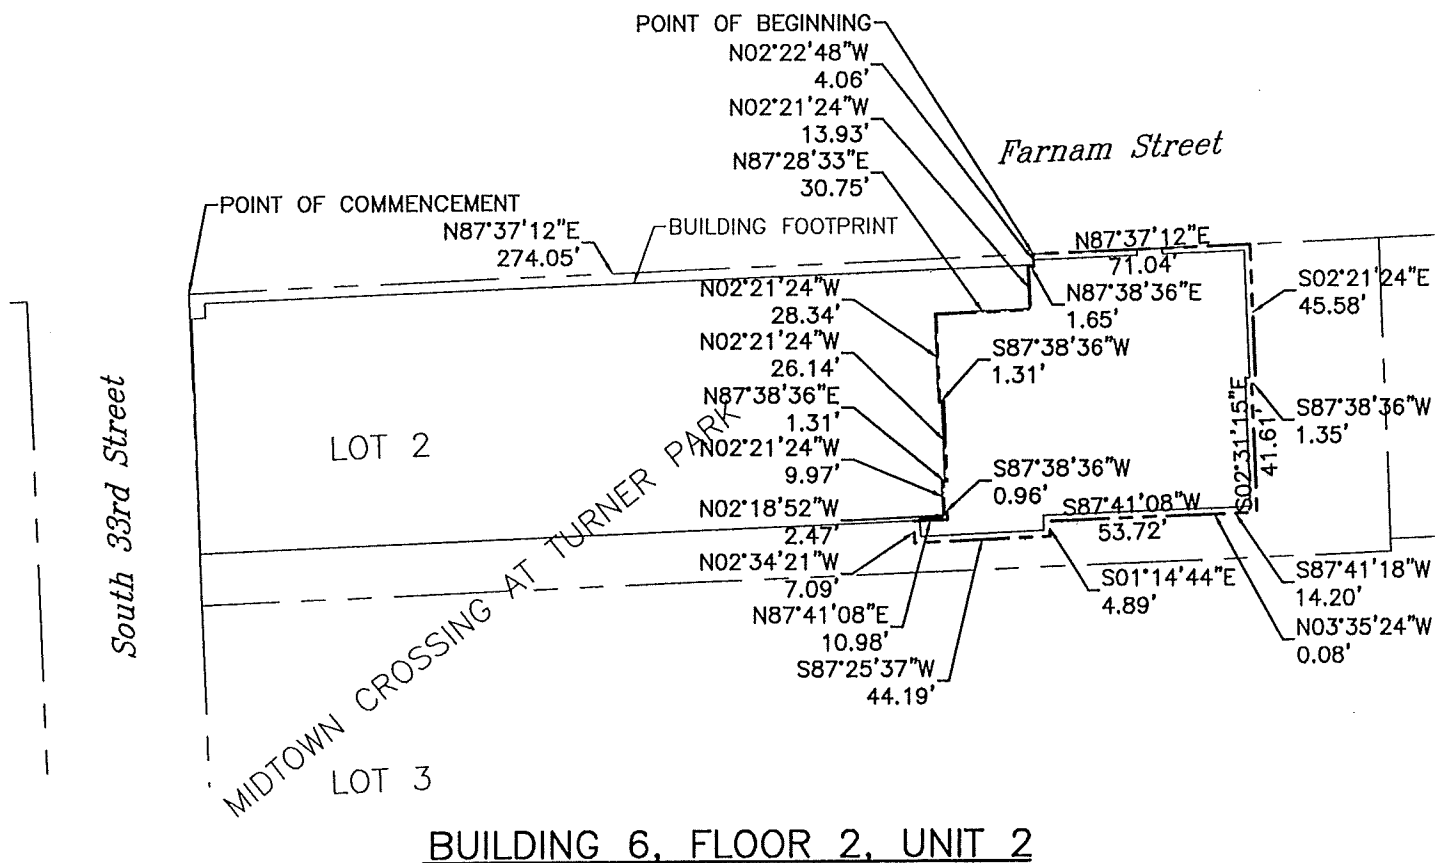 POINT OF BEGINNING
N02°22'48"W
4.06'
N02°21'24"W
13.93'
N87°28'33"E
30.75'
Farnam Street
POINT OF COMMENCEMENT
N87°37'12"E
274.05'
BUILDING FOOTPRINT
N87°37'12"E
71.04'
N02°21'24"W
28.34'
N87°38'36"E
1.65'
S02°21'24"E
45.58'
N02°21'24"W
26.14'
S87°38'36"W
1.31'
N87°38'36"E
1.31'
S02°31'15"E
41.61'
S87°38'36"W
1.35'
South 33rd Street
LOT 2
MIDTOWN CROSSING AT TURNER PARK
N02°21'24"W
9.97'
S87°38'36"W
0.96'
N02°18'52"W
2.47'
S87°41'08"W
53.72'
N02°34'21"W
7.09'
S01°14'44"E
4.89'
S87°41'18"W
14.20'
N87°41'08"E
10.98'
N03°35'24"W
0.08'
S87°25'37"W
44.19'
LOT 3
BUILDING 6, FLOOR 2, UNIT 2